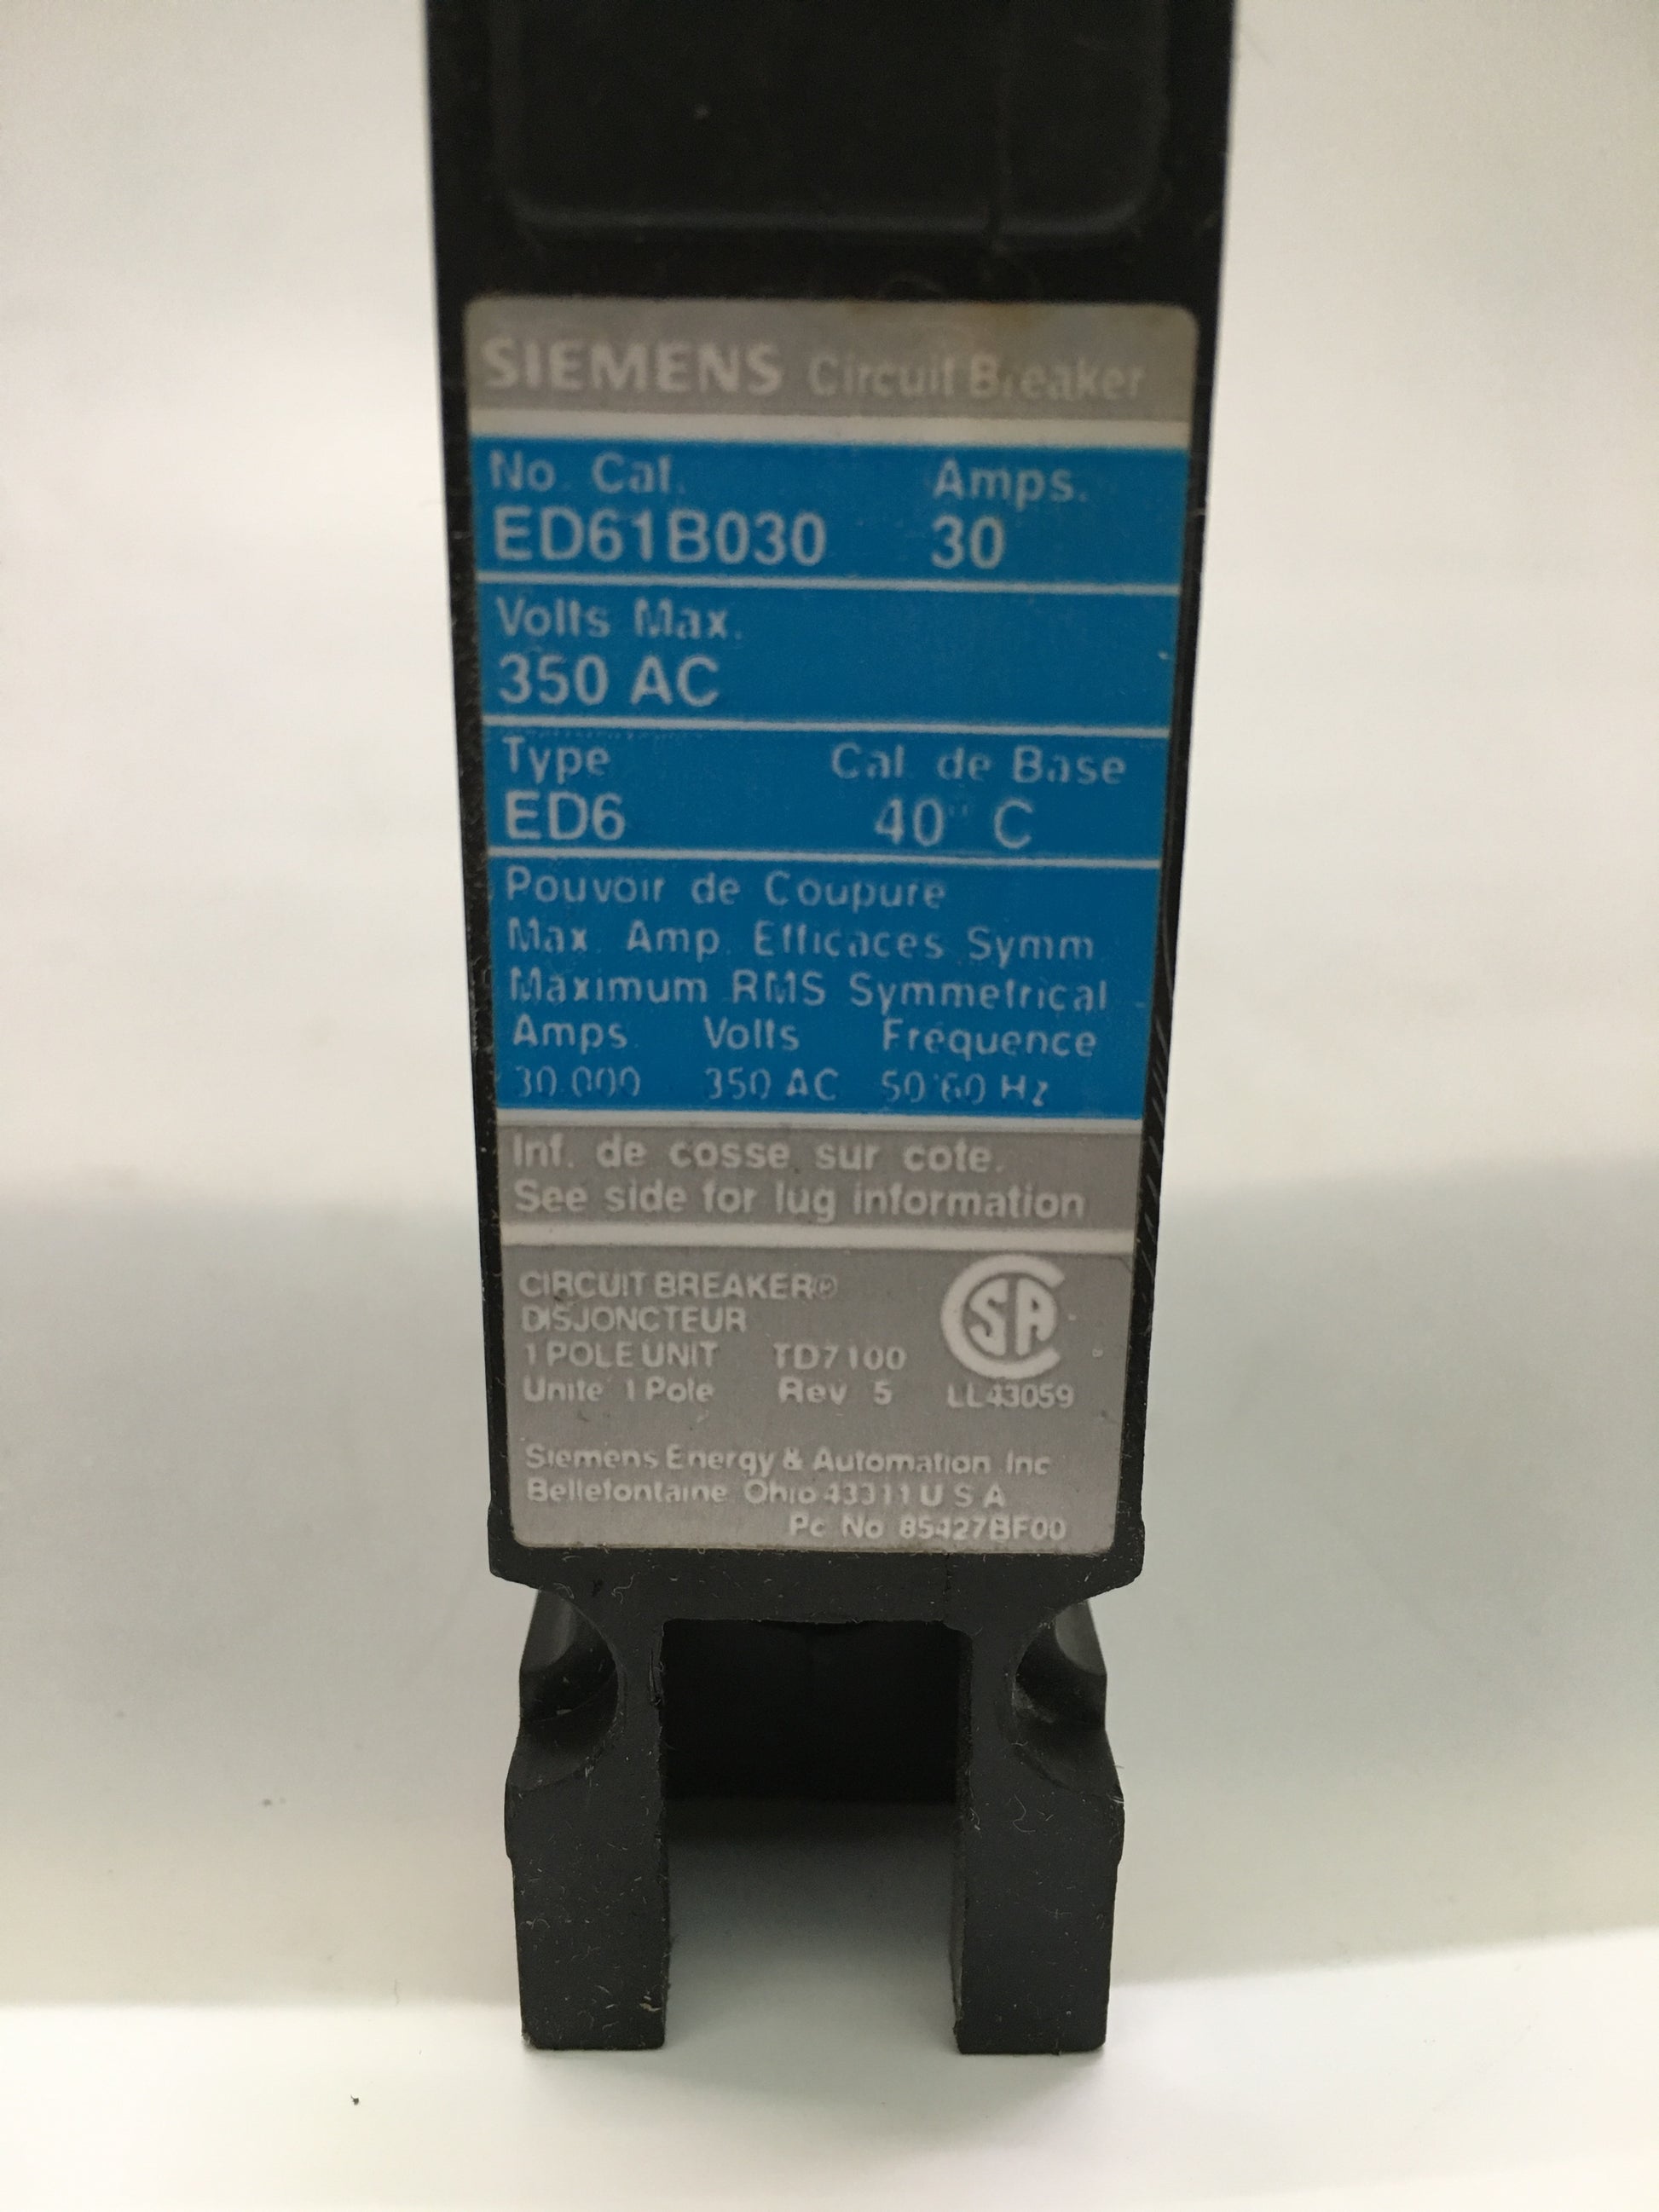 SIEMENS Circuit Breaker
No. Cat. Amps.
ED61B030 30
Volts Max.
350 AC
Type Cal. de Base
ED6 40° C
Pouvoir de Coupure
Max. Amp. Efficaces Symm
Maximum RMS Symmetrical
Amps. Volts Fréquence
30,000 350 AC 50/60 Hz
Inf. de cosse sur cote.
See side for lug information
CIRCUIT BREAKER®
DISJONCTEUR
1 POLE UNIT TD7100
Unite 1 Pole Rev 5 LL43059
SA
Siemens Energy & Automation Inc
Bellefontaine Ohio 43311 U S A
Pc No 85427BF00